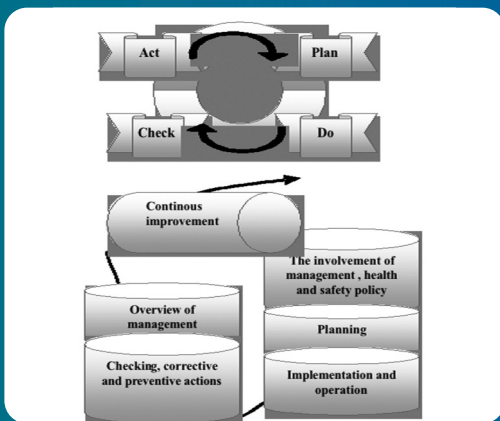 Act
Plan
Check
Do
Continous
improvement
The involvement of
management , health
and safety policy
Overview of
management
Planning
Checking, corrective
and preventive actions
Implementation and
operation